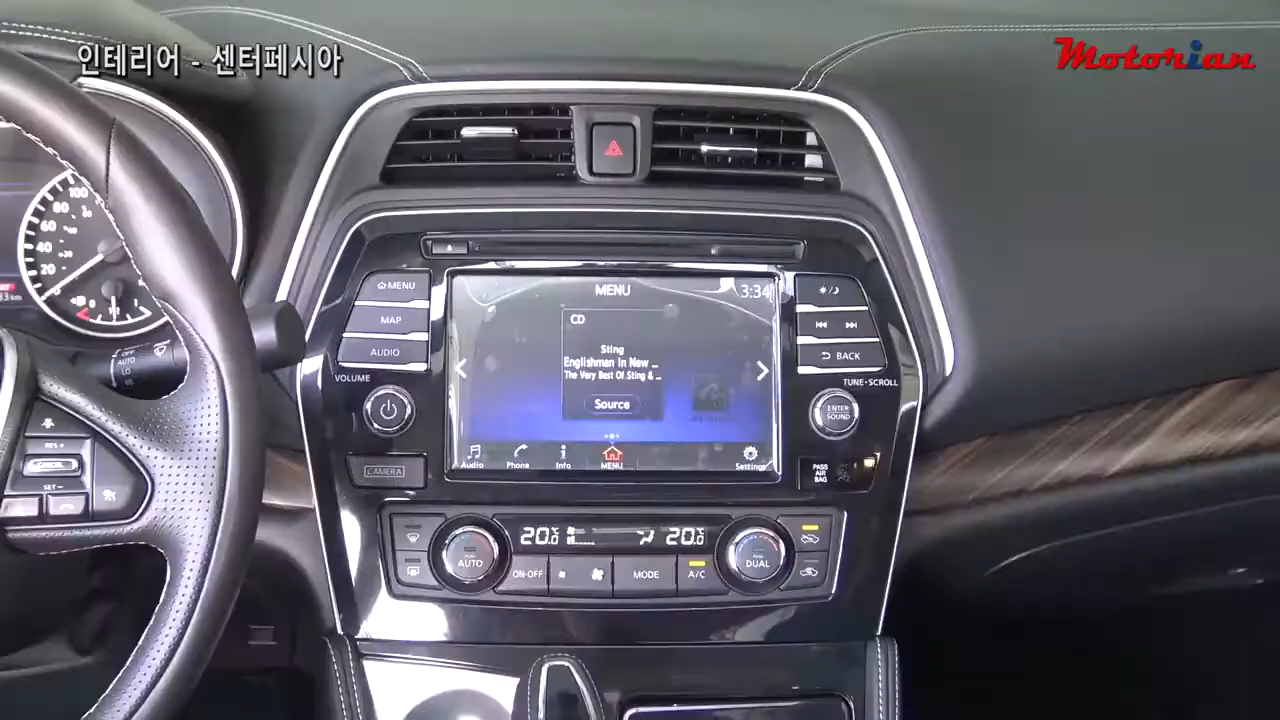 인테리어 - 센터페시아
Motorian
100
80
60
40
20
MENU
MAP
AUDIO
VOLUME
MENU
3:34
CD
Sting
Englishmen In New ...
The Very Best Of Sting & ...
Source
Audio
Phone
Info
MENU
Settings
BACK
TUNE•SCROLL
ENTER
SOUND
CAMERA
PASS
AIR
BAG
OFF
AUTO
LO
HI
RES +
SET -
20.0°C
20.0°C
AUTO
ON•OFF
MODE
A/C
DUAL